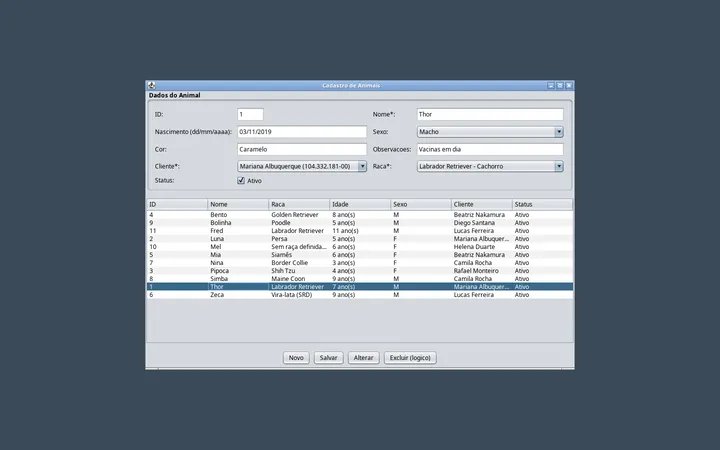 Cadastro de Animais
Dados do Animal
ID: 1 Nome*: Thor
Nascimento (dd/mm/aaaa): 03/11/2019 Sexo: Macho
Cor: Caramelo Observacoes: Vacinas em dia
Cliente*: Mariana Albuquerque (104.332.181-00) Raca*: Labrador Retriever - Cachorro
Status: Ativo
ID Nome Raca Idade Sexo Cliente Status
4 Bento Golden Retriever 8 ano(s) M Beatriz Nakamura Ativo
9 Bolinha Poodle 5 ano(s) M Diego Santana Ativo
11 Fred Labrador Retriever 11 ano(s) M Lucas Ferreira Ativo
2 Luna Persa 5 ano(s) F Mariana Albuquer... Ativo
10 Mel Sem raça definida... 6 ano(s) F Helena Duarte Ativo
5 Mia Siamês 6 ano(s) F Beatriz Nakamura Ativo
7 Nina Border Collie 3 ano(s) F Camila Rocha Ativo
3 Pipoca Shih Tzu 4 ano(s) F Rafael Monteiro Ativo
8 Simba Maine Coon 9 ano(s) M Camila Rocha Ativo
1 Thor Labrador Retriever 7 ano(s) M Mariana Albuquer... Ativo
6 Zeca Vira-lata (SRD) 9 ano(s) M Lucas Ferreira Ativo
Novo Salvar Alterar Excluir (logico)